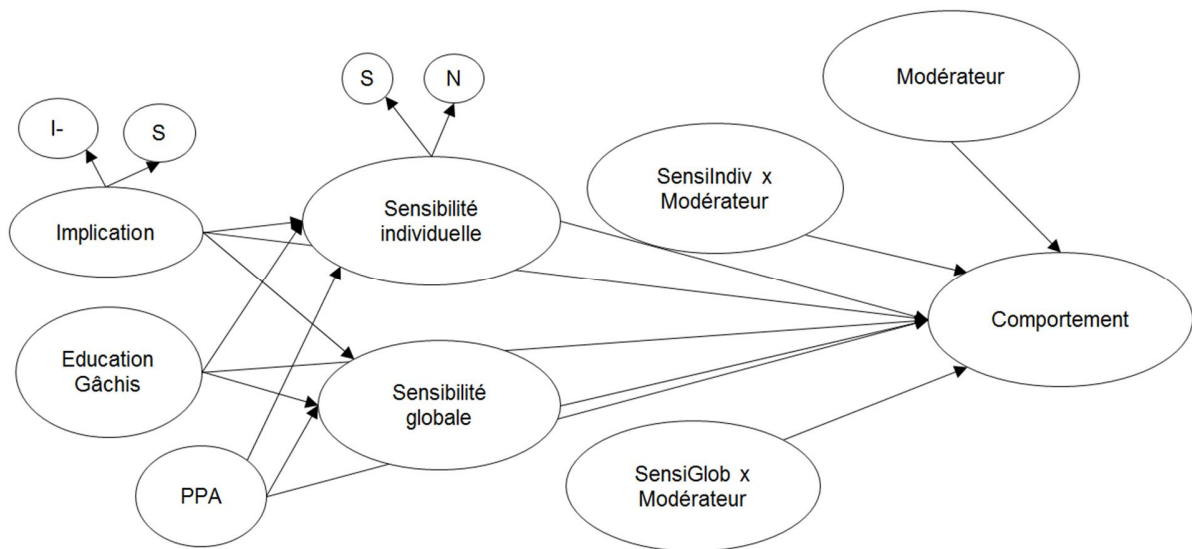 Modérateur
S
N
I-
S
SensiIndiv x
Modérateur
Sensibilité
individuelle
Implication
Comportement
Education
Gâchis
Sensibilité
globale
SensiGlob x
Modérateur
PPA